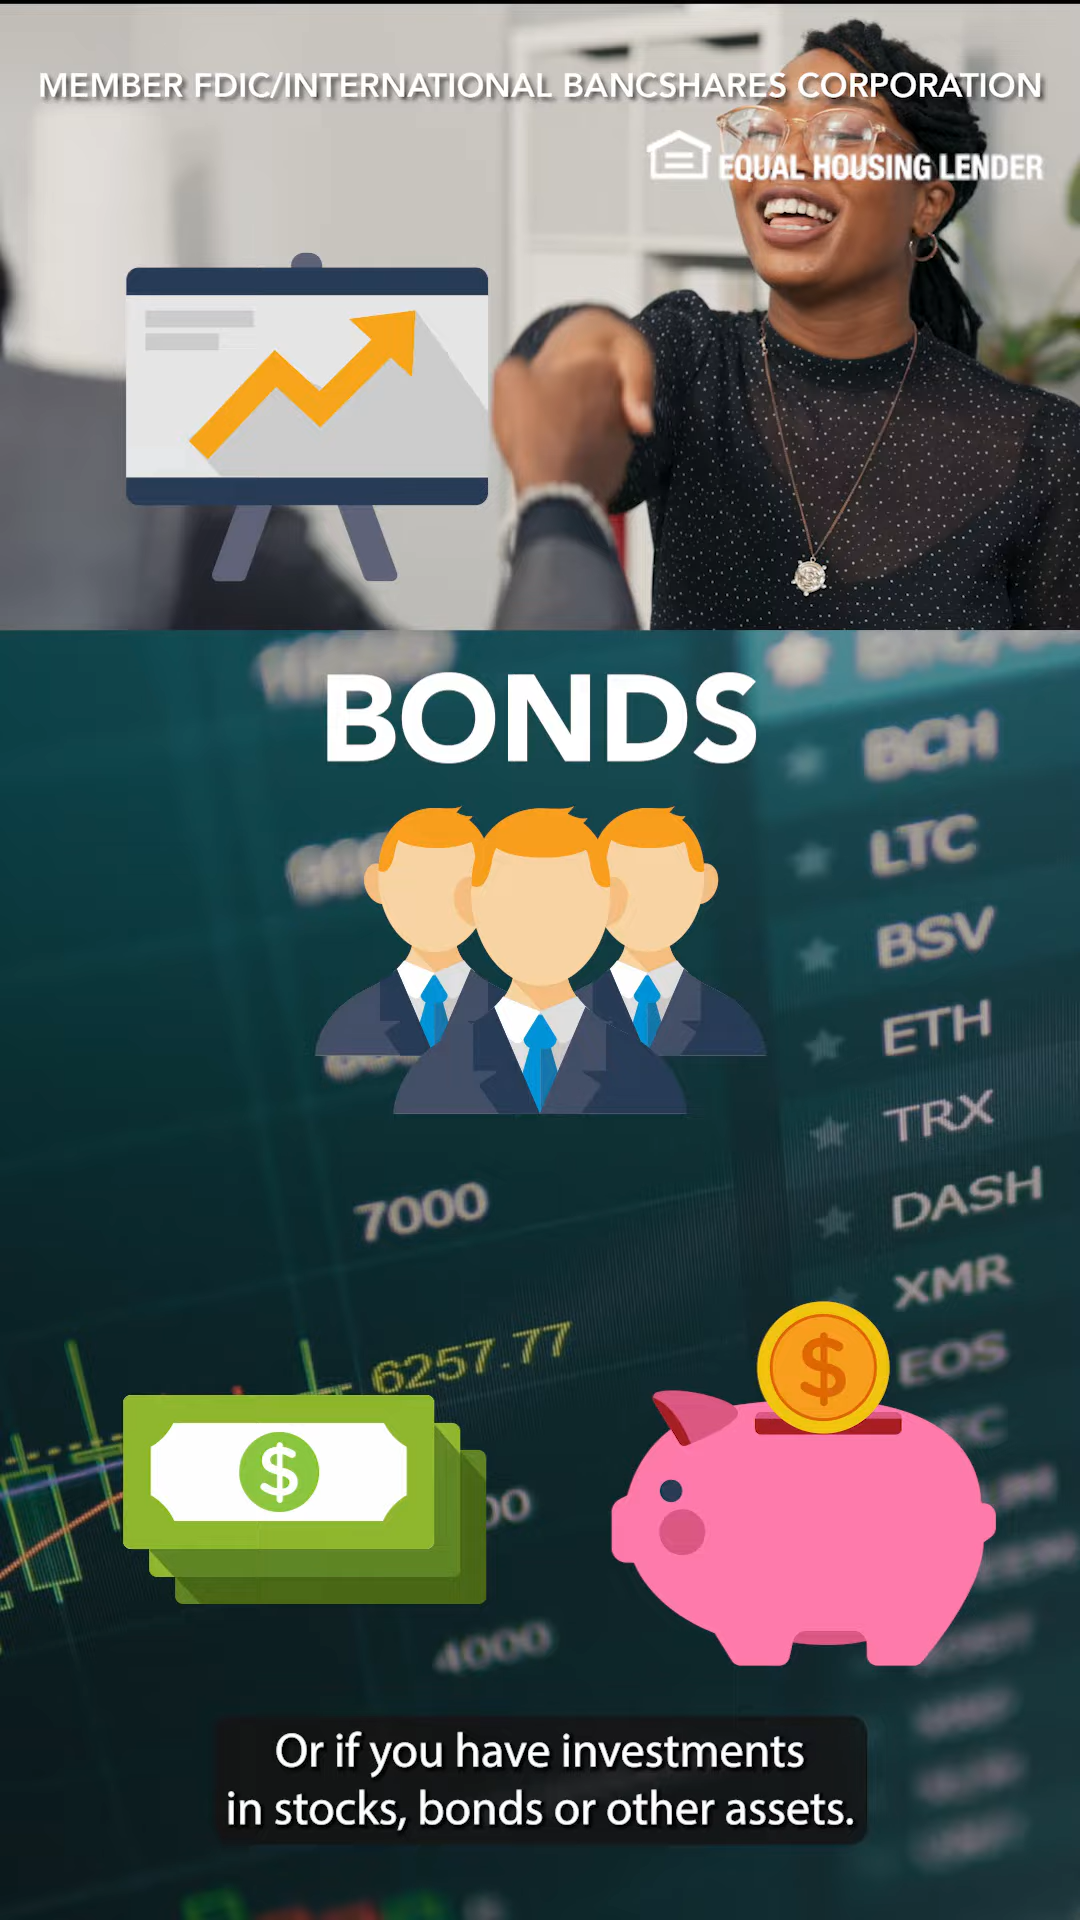 MEMBER FDIC/INTERNATIONAL BANCSHARES CORPORATION
EQUAL HOUSING LENDER
BONDS
BCH
LTC
BSV
ETH
TRX
7000
DASH
XMR
6257.77
EOS
$
$
4000
Or if you have investments
in stocks, bonds or other assets.